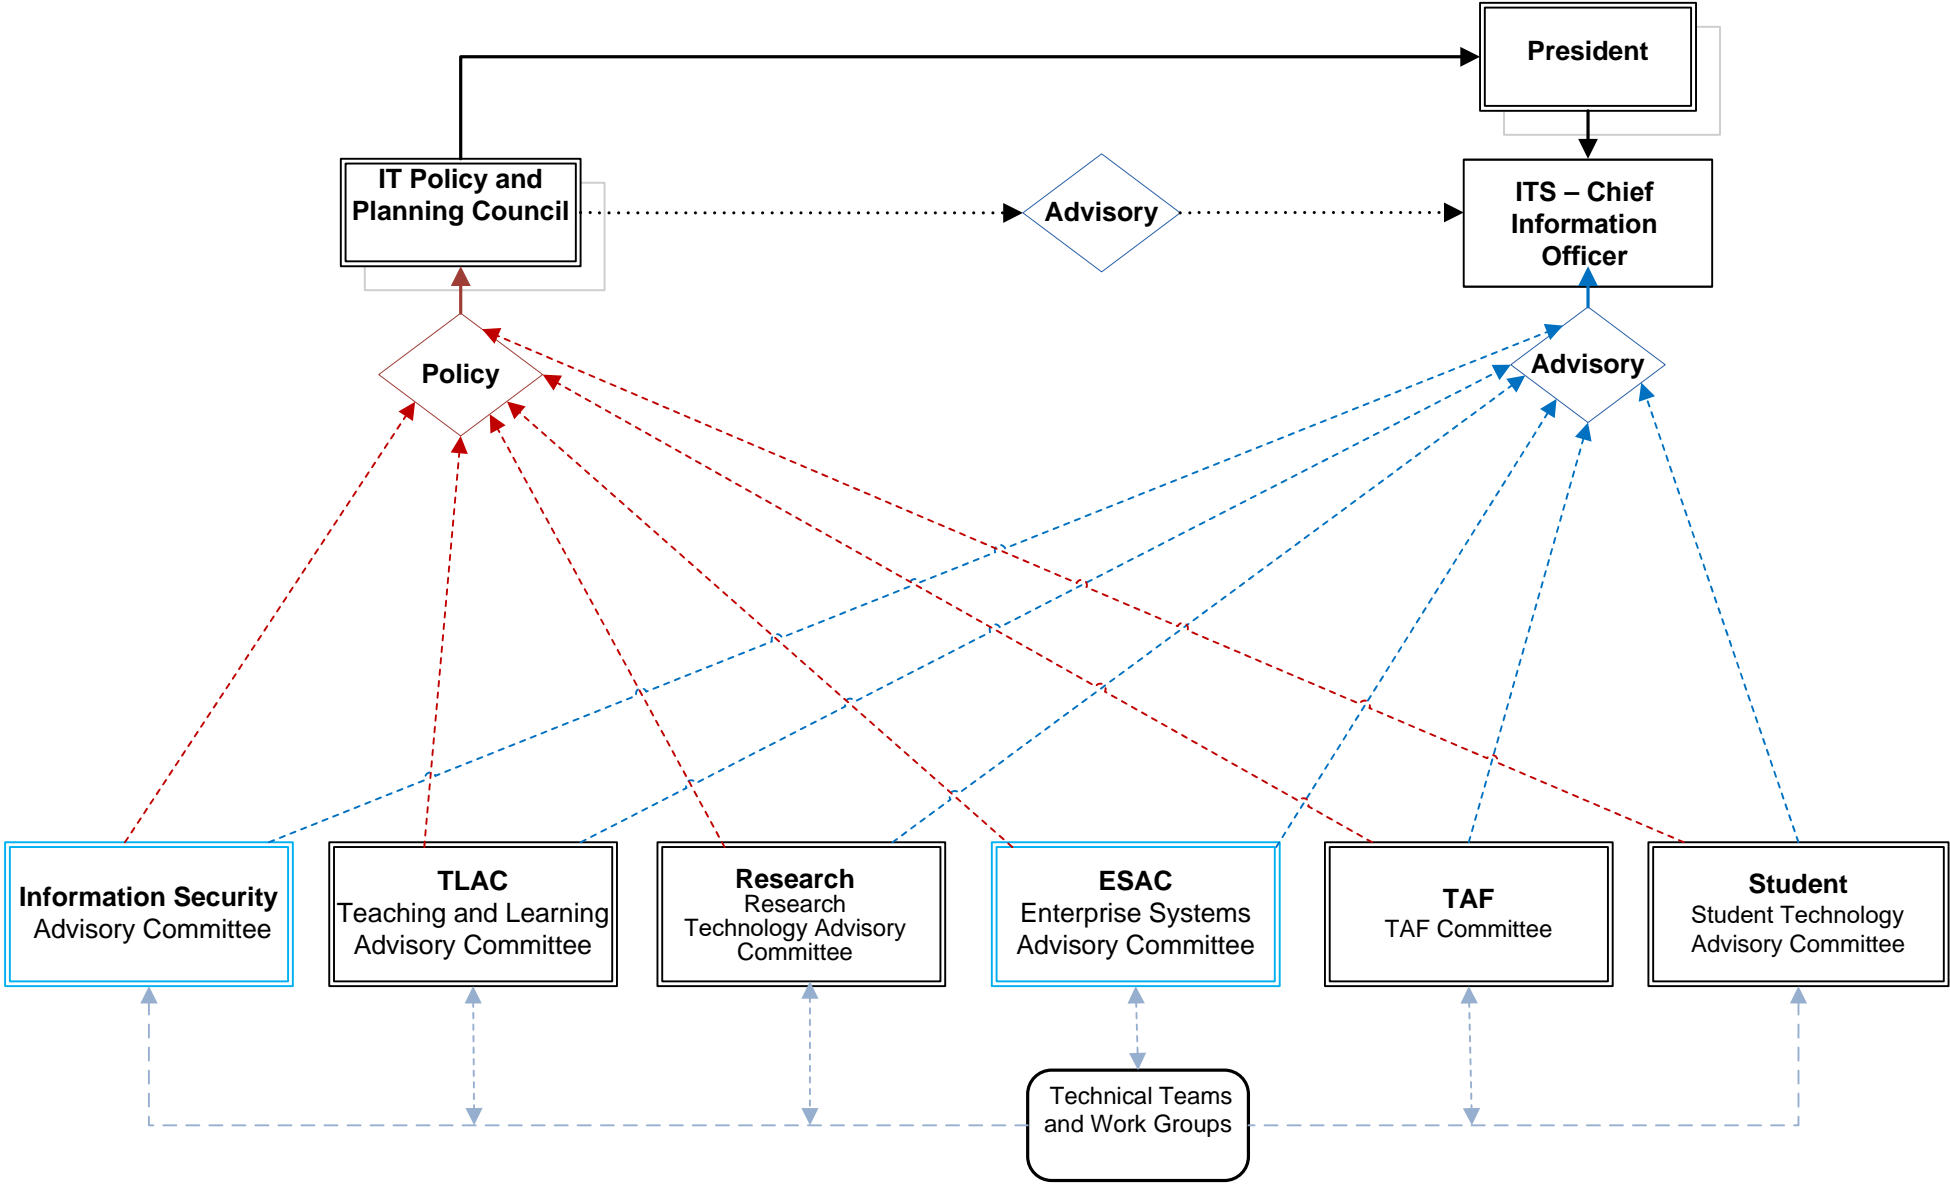 President
IT Policy and
Planning Council
Advisory
ITS – Chief
Information
Officer
Policy
Advisory
Information Security
Advisory Committee
TLAC
Teaching and Learning
Advisory Committee
Research
Research
Technology Advisory
Committee
ESAC
Enterprise Systems
Advisory Committee
TAF
TAF Committee
Student
Student Technology
Advisory Committee
Technical Teams
and Work Groups